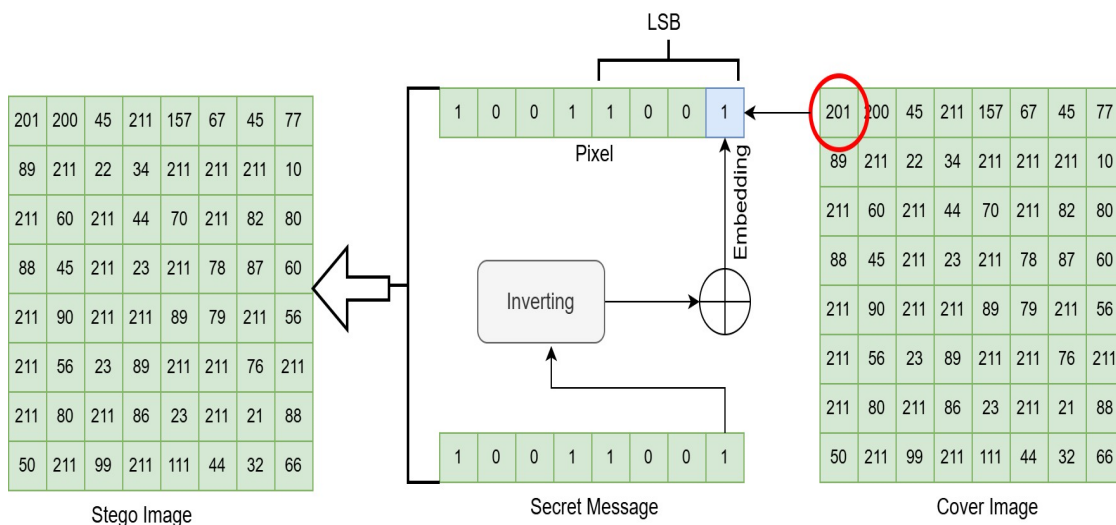 LSB
201 200 45 211 157 67 45 77
89 211 22 34 211 211 211 10
211 60 211 44 70 211 82 80
88 45 211 23 211 78 87 60
211 90 211 211 89 79 211 56
211 56 23 89 211 211 76 211
211 80 211 86 23 211 21 88
50 211 99 211 111 44 32 66
Stego Image
1 0 0 1 1 0 0 1
Pixel
Embedding
Inverting
1 0 0 1 1 0 0 1
Secret Message
201 200 45 211 157 67 45 77
89 211 22 34 211 211 211 10
211 60 211 44 70 211 82 80
88 45 211 23 211 78 87 60
211 90 211 211 89 79 211 56
211 56 23 89 211 211 76 211
211 80 211 86 23 211 21 88
50 211 99 211 111 44 32 66
Cover Image